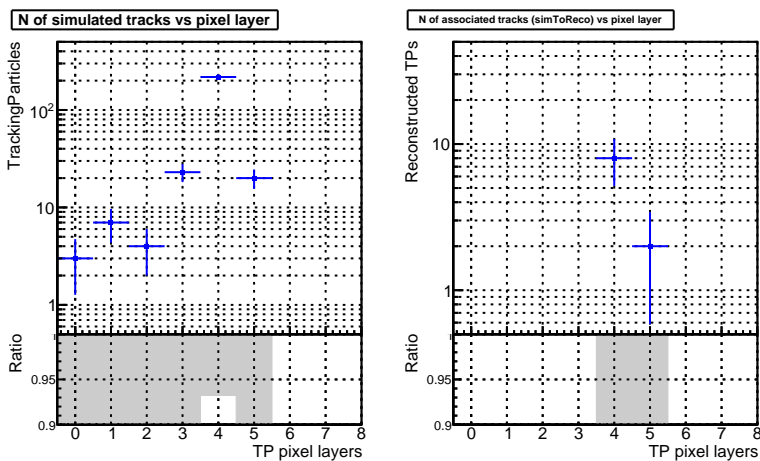 N of simulated tracks vs pixel layer
TrackingParticles
10²
10
1
Ratio
0.95
0.9
0 1 2 3 4 5 6 7 8
TP pixel layers
N of associated tracks (simToReco) vs pixel layer
Reconstructed TPs
10
1
Ratio
0.95
0.9
0 1 2 3 4 5 6 7 8
TP pixel layers